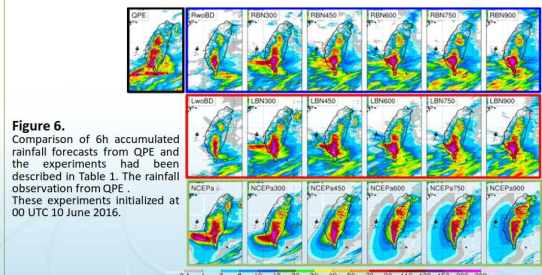 QPE
RwoBD RBN300 RBN450 RBN600 RBN750 RBN900
LwoBD LBN300 LBN450 LBN600 LBN750 LBN900
NCEPa NCEPa300 NCEPa450 NCEPa600 NCEPa750 NCEPa900
Figure 6.
Comparison of 6h accumulated
rainfall forecasts from QPE and
the experiments had been
described in Table 1. The rainfall
observation from QPE .
These experiments initialized at
00 UTC 10 June 2016.